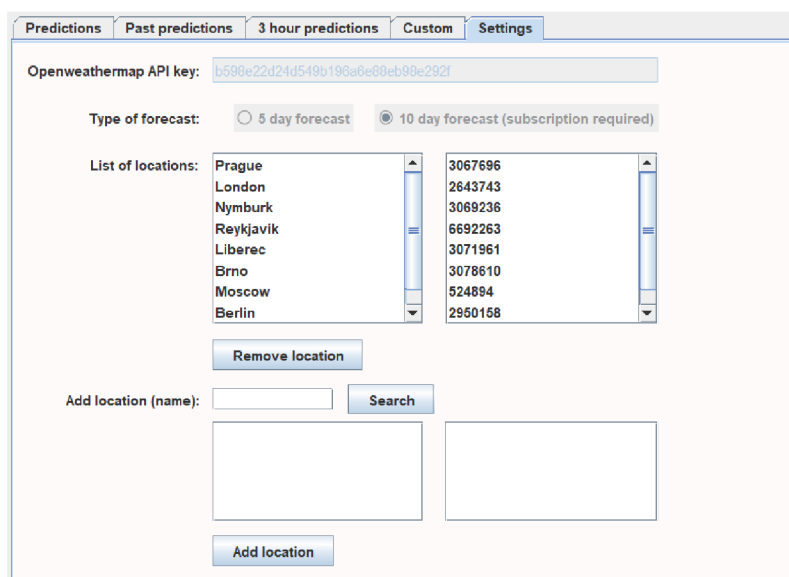 Predictions Past predictions 3 hour predictions Custom Settings
Openweathermap API key: b598e22d24d549b196a6e88eb98e292f
Type of forecast: 5 day forecast 10 day forecast (subscription required)
List of locations: Prague 3067696
London 2643743
Nymburk 3069236
Reykjavik 6692263
Liberec 3071961
Brno 3078610
Moscow 524894
Berlin 2950158
Remove location
Add location (name): Search
Add location